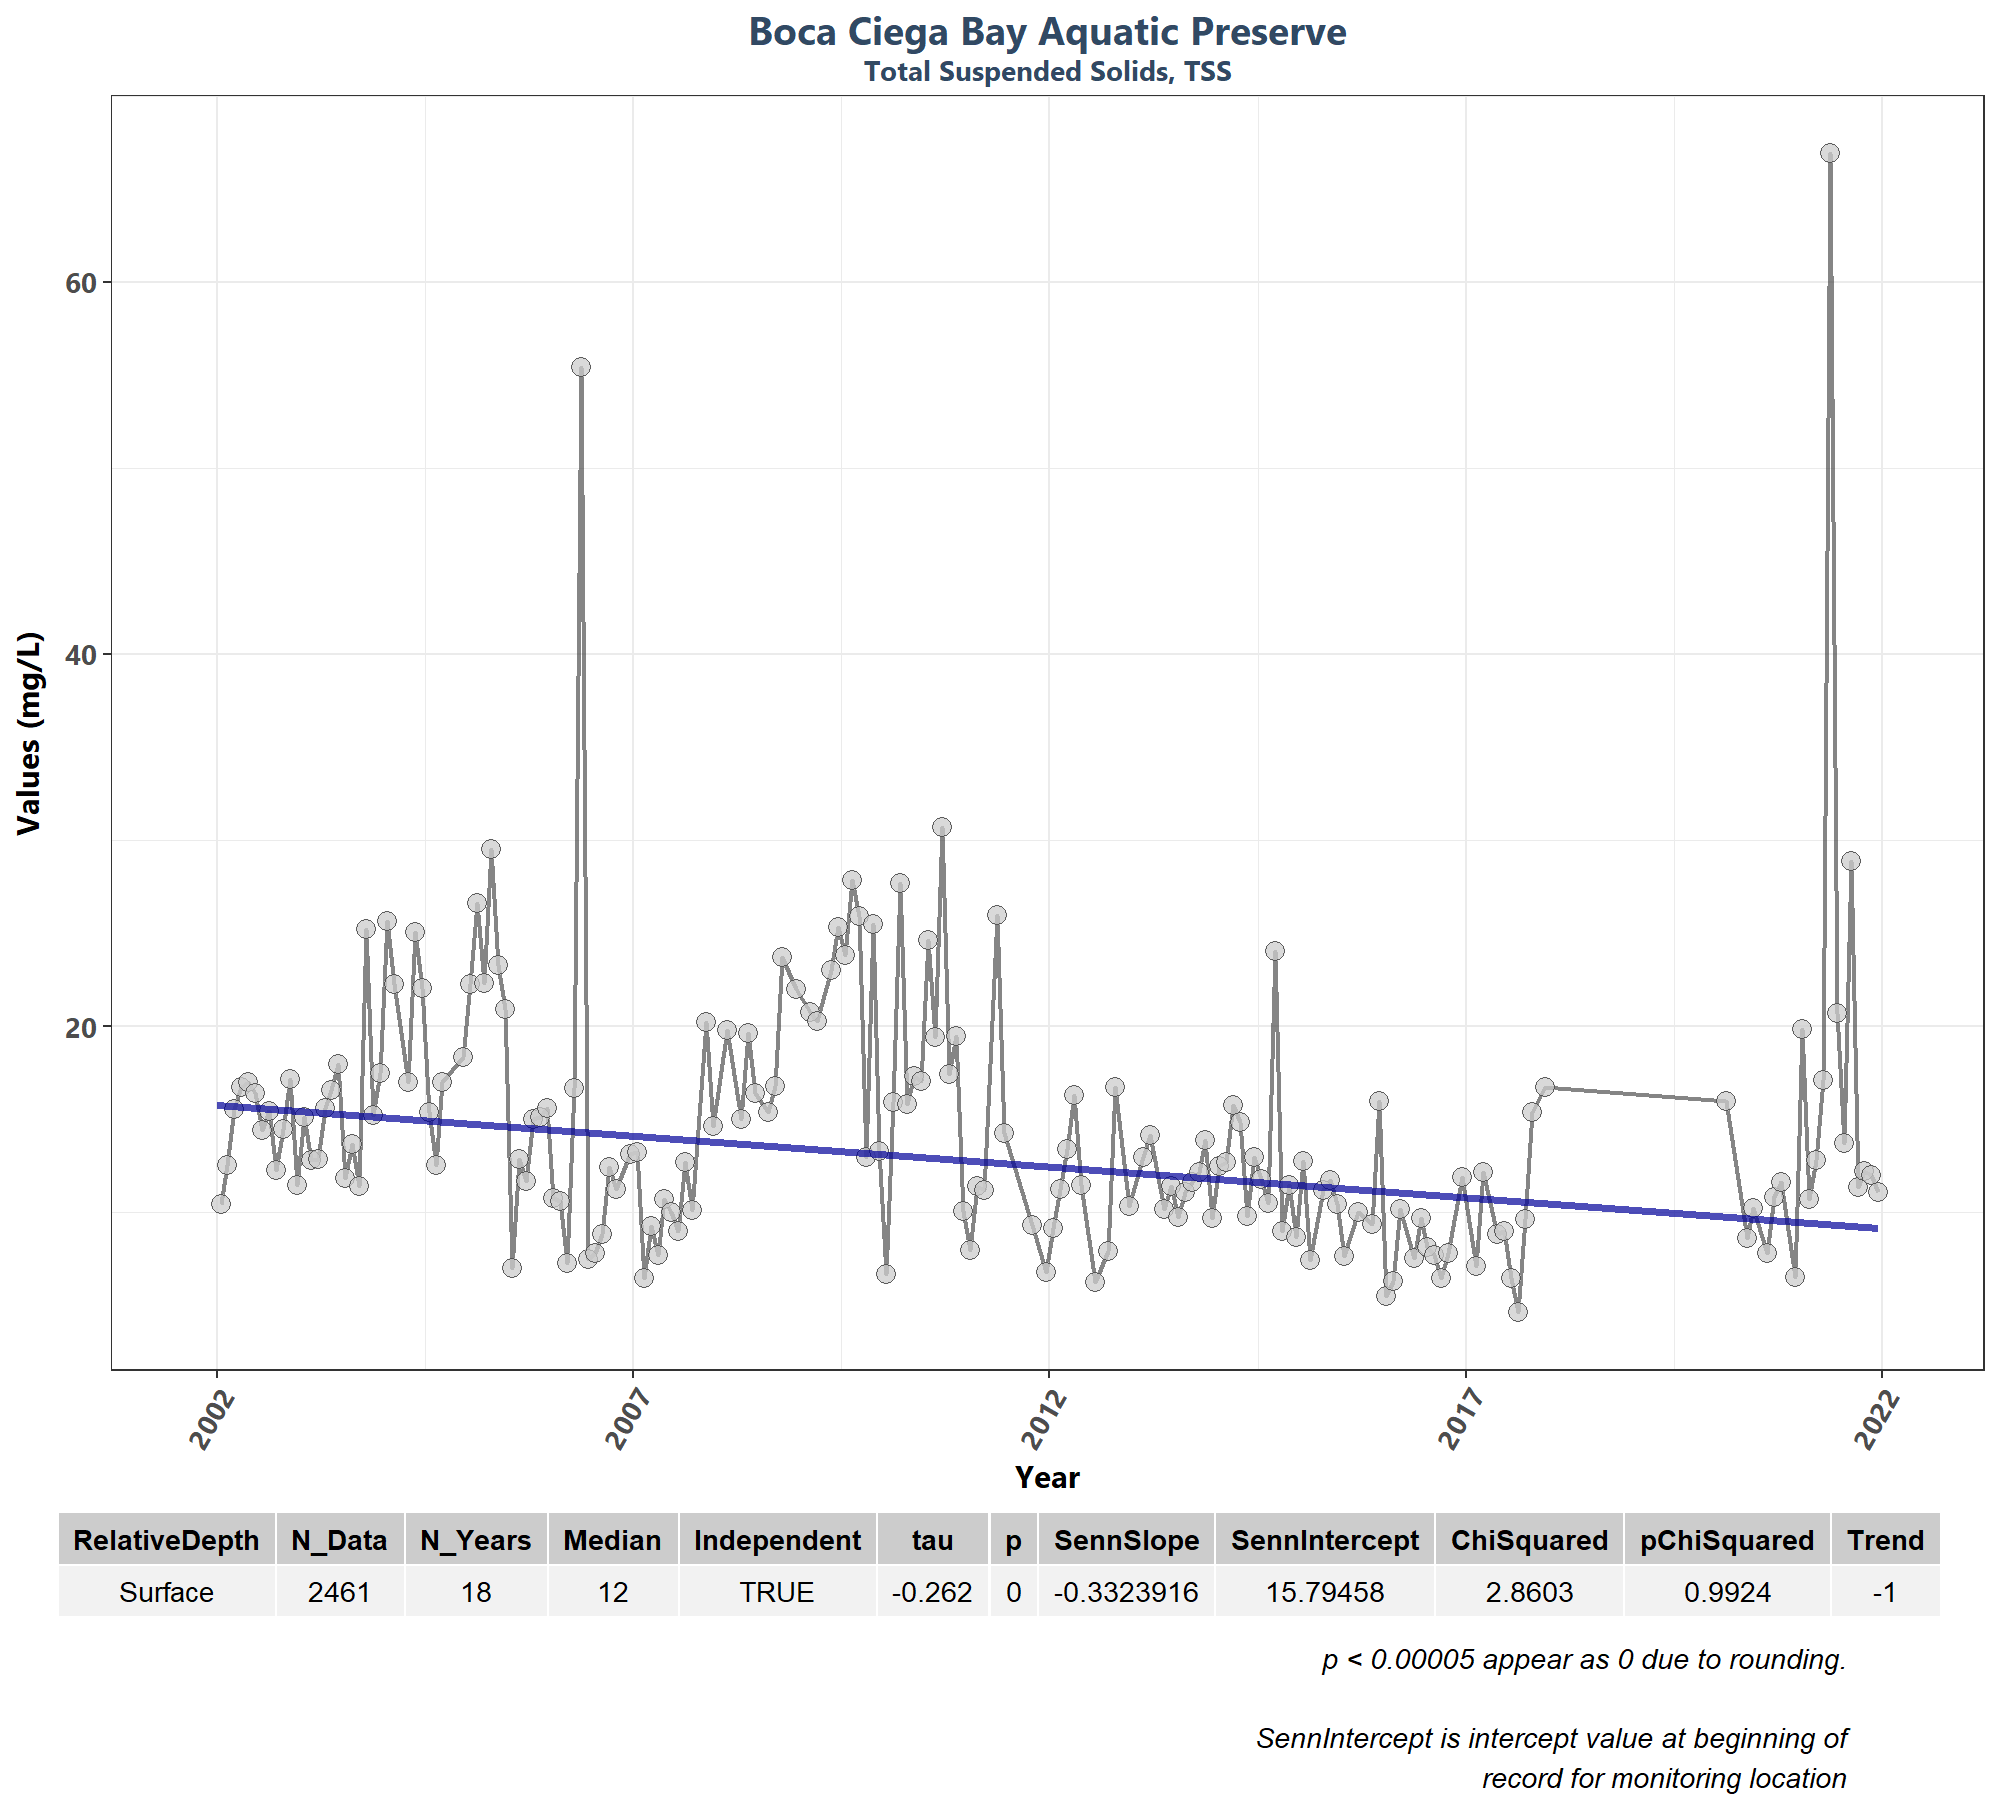 Boca Ciega Bay Aquatic Preserve
Total Suspended Solids, TSS
Values (mg/L)
60
40
20
2002
2007
2012
2017
2022
Year
RelativeDepth N_Data N_Years Median Independent tau p SennSlope SennIntercept ChiSquared pChiSquared Trend
Surface 2461 18 12 TRUE -0.262 0 -0.3323916 15.79458 2.8603 0.9924 -1
p < 0.00005 appear as 0 due to rounding.
SennIntercept is intercept value at beginning of
record for monitoring location